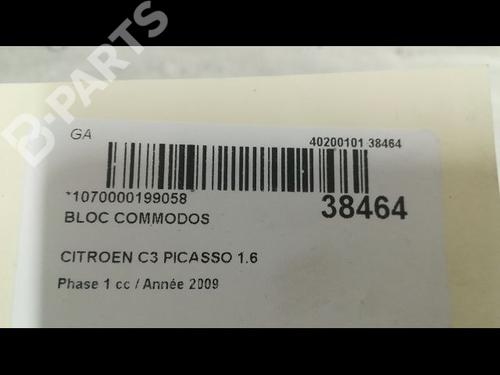 B-PARTS
GA
40200101 38464
*1070000199058
38464
BLOC COMMODOS
CITROEN C3 PICASSO 1.6
Phase 1 cc / Année 2009